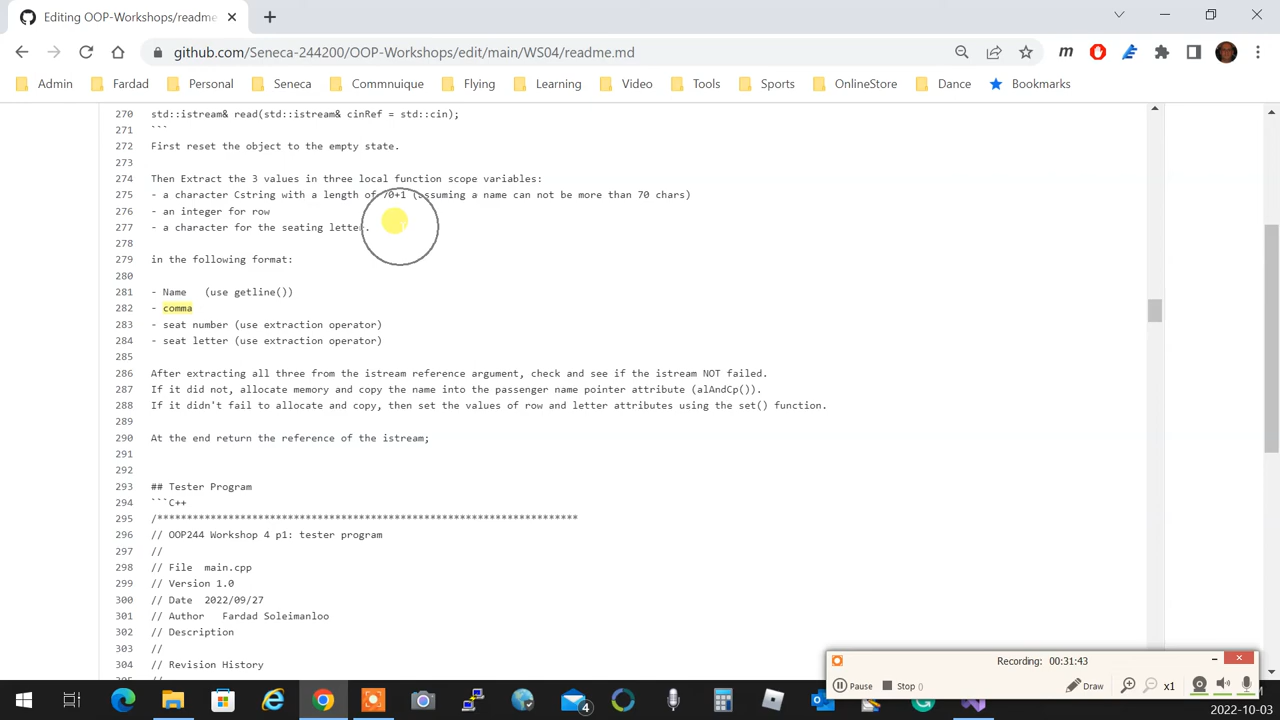 Editing OOP-Workshops/readme
github.com/Seneca-244200/OOP-Workshops/edit/main/WS04/readme.md
Admin Fardad Personal Seneca Commnuique Flying Learning Video Tools Sports OnlineStore Dance Bookmarks
270 std::istream& read(std::istream& cinRef = std::cin);
271 ```
272 First reset the object to the empty state.
273
274 Then Extract the 3 values in three local function scope variables:
275 - a character Cstring with a length of 70+1 (assuming a name can not be more than 70 chars)
276 - an integer for row
277 - a character for the seating letter.
278
279 in the following format:
280
281 - Name   (use getline())
282 - comma
283 - seat number (use extraction operator)
284 - seat letter (use extraction operator)
285
286 After extracting all three from the istream reference argument, check and see if the istream NOT failed.
287 If it did not, allocate memory and copy the name into the passenger name pointer attribute (alAndCp()).
288 If it didn't fail to allocate and copy, then set the values of row and letter attributes using the set() function.
289
290 At the end return the reference of the istream;
291
292
293 ## Tester Program
294 ```C++
295 /***********************************************************************
296 // OOP244 Workshop 4 p1: tester program
297 //
298 // File  main.cpp
299 // Version 1.0
300 // Date  2022/09/27
301 // Author   Fardad Soleimanloo
302 // Description
303 //
304 // Revision History
Recording: 00:31:43
Pause Stop () Draw x1
4
2022-10-03